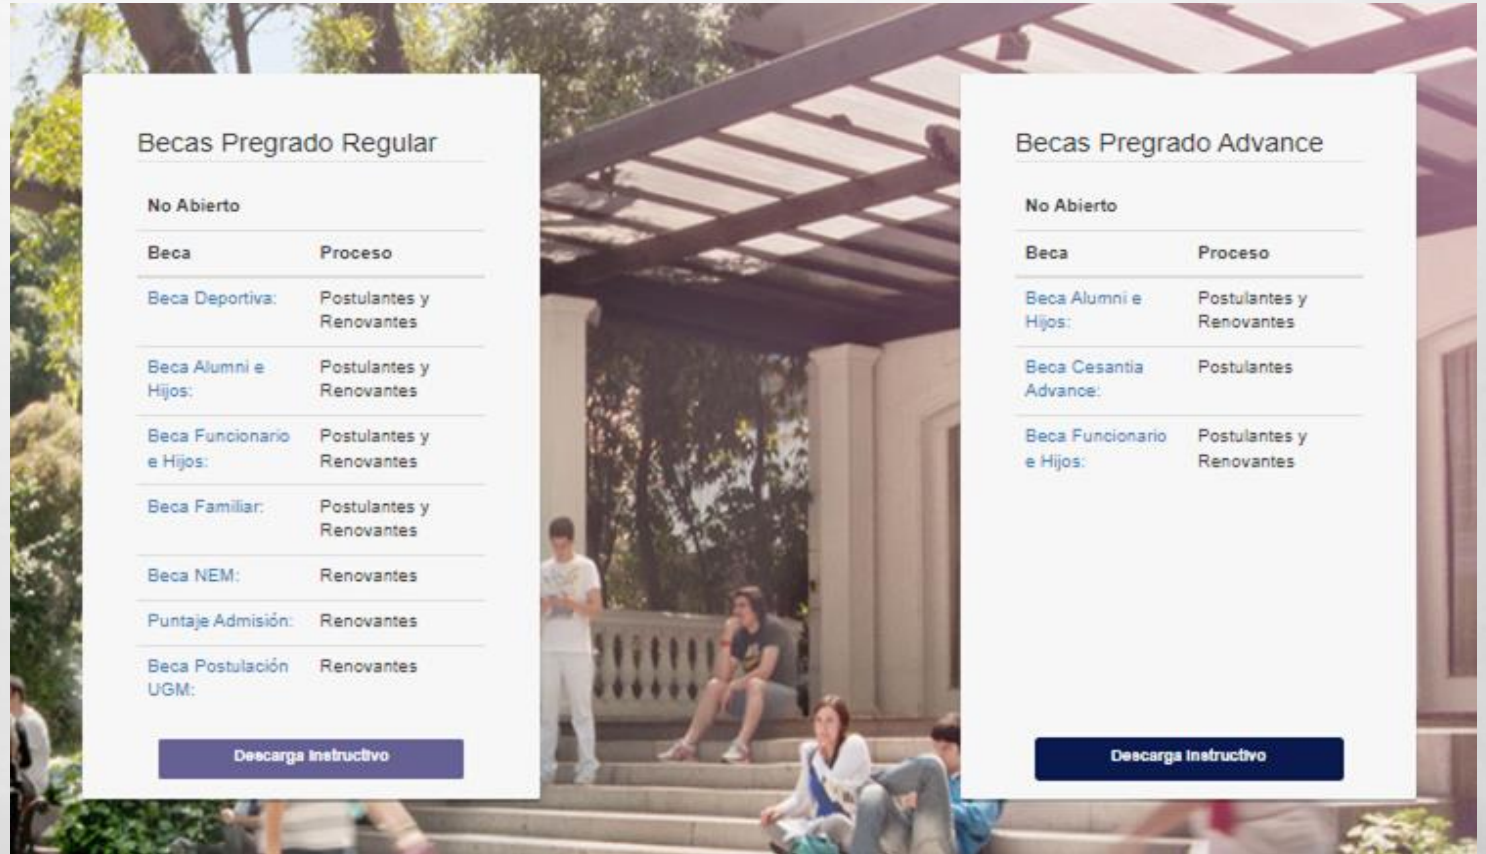 Becas Pregrado Regular
No Abierto
Beca Proceso
Beca Deportiva: Postulantes y
Renovantes
Beca Alumni e Postulantes y
Hijos: Renovantes
Beca Funcionario Postulantes y
e Hijos: Renovantes
Beca Familiar: Postulantes y
Renovantes
Beca NEM: Renovantes
Puntaje Admisión: Renovantes
Beca Postulación Renovantes
UGM:
Descarga Instructivo
Becas Pregrado Advance
No Abierto
Beca Proceso
Beca Alumni e Postulantes y
Hijos: Renovantes
Beca Cesantia Postulantes
Advance:
Beca Funcionario Postulantes y
e Hijos: Renovantes
Descarga Instructivo